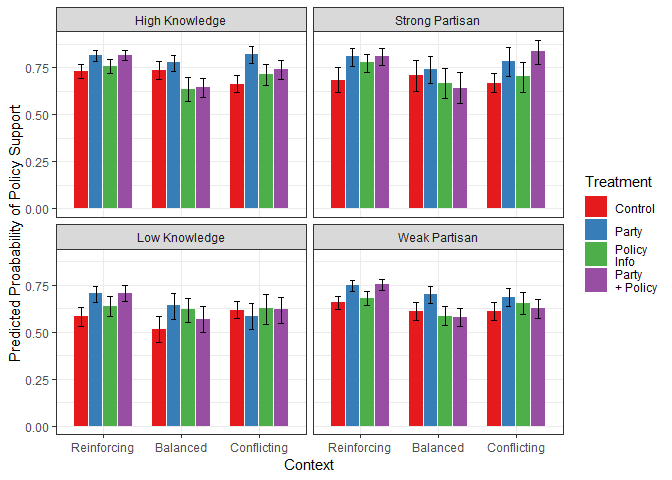 High Knowledge
Strong Partisan
0.75
0.50
0.25
0.00
Low Knowledge
Weak Partisan
0.75
0.50
0.25
0.00
Reinforcing Balanced Conflicting
Reinforcing Balanced Conflicting
Context
Predicted Proabability of Policy Support
Treatment
Control
Party
Policy
Info
Party
+ Policy